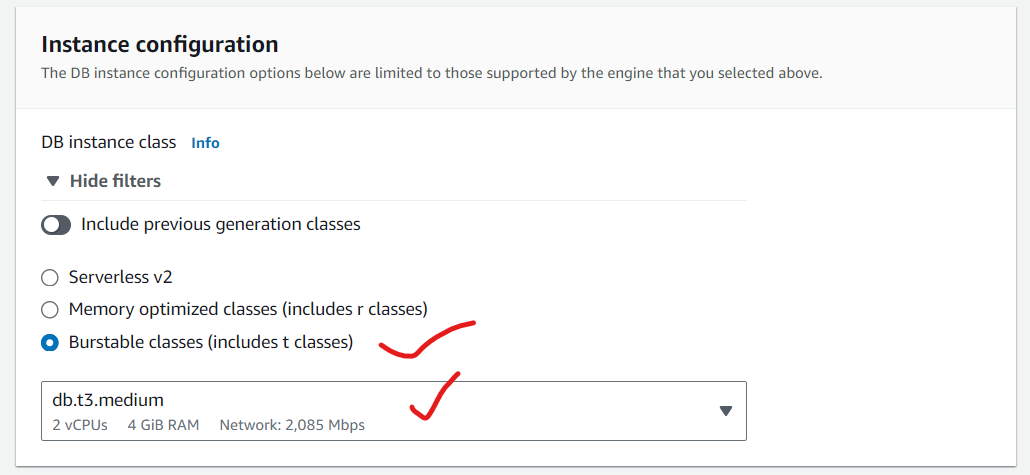 Instance configuration
The DB instance configuration options below are limited to those supported by the engine that you selected above.
DB instance class Info
Hide filters
Include previous generation classes
Serverless v2
Memory optimized classes (includes r classes)
Burstable classes (includes t classes)
db.t3.medium
2 vCPUs 4 GiB RAM Network: 2,085 Mbps